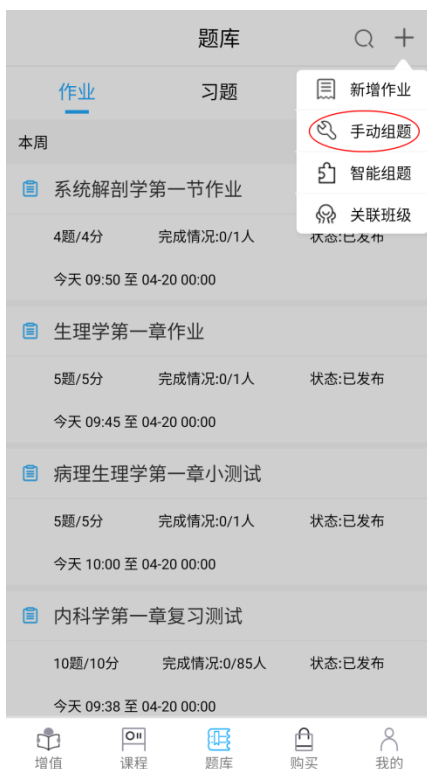 题库
作业 习题
新增作业
手动组题
智能组题
关联班级
本周
系统解剖学第一节作业
4题/4分 完成情况:0/1人 状态:已发布
今天 09:50 至 04-20 00:00
生理学第一章作业
5题/5分 完成情况:0/1人 状态:已发布
今天 09:45 至 04-20 00:00
病理生理学第一章小测试
5题/5分 完成情况:0/1人 状态:已发布
今天 10:00 至 04-20 00:00
内科学第一章复习测试
10题/10分 完成情况:0/85人 状态:已发布
今天 09:38 至 04-20 00:00
增值 课程 题库 购买 我的